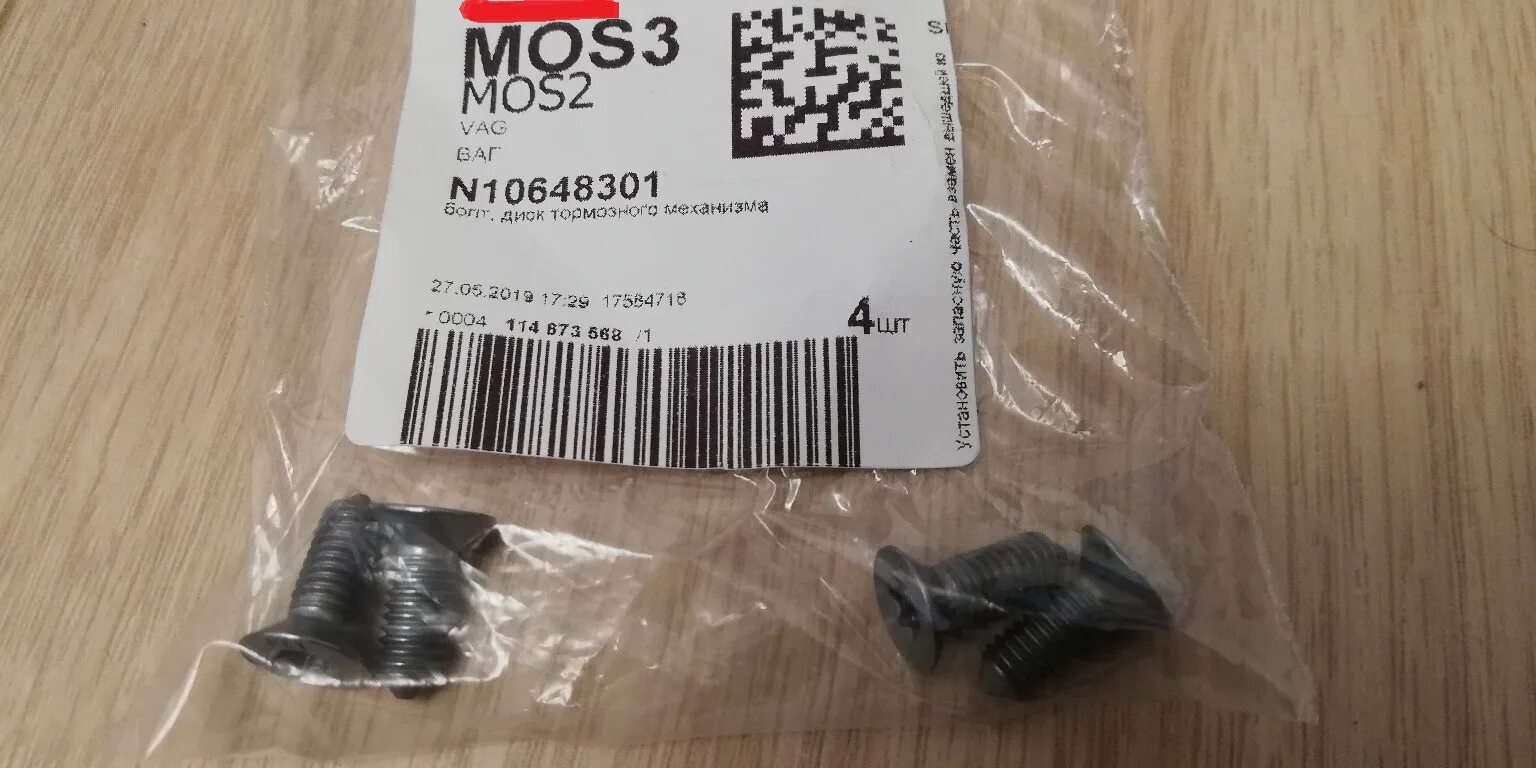 MOS3
MOS2
VAG
ВАГ
N10648301
болт, диск тормозного механизма
27.05.2019 17:29 17584718
* 0004 114 673 568 /1
4шт
Установить запасную часть взамен вышедшей из